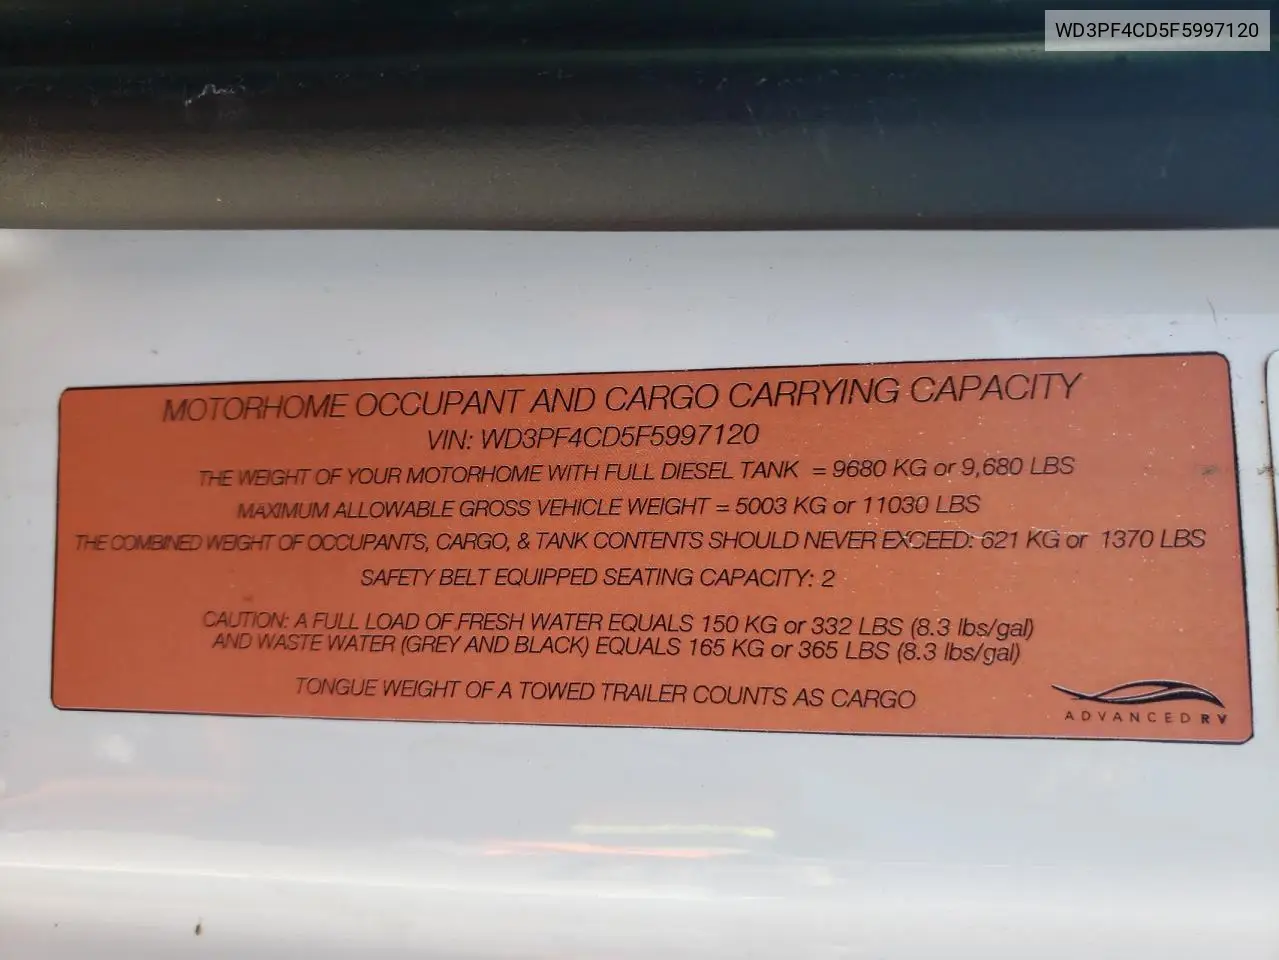 WD3PF4CD5F5997120
MOTORHOME OCCUPANT AND CARGO CARRYING CAPACITY
VIN: WD3PF4CD5F5997120
THE WEIGHT OF YOUR MOTORHOME WITH FULL DIESEL TANK = 9680 KG or 9,680 LBS
MAXIMUM ALLOWABLE GROSS VEHICLE WEIGHT = 5003 KG or 11030 LBS
THE COMBINED WEIGHT OF OCCUPANTS, CARGO, & TANK CONTENTS SHOULD NEVER EXCEED: 621 KG or 1370 LBS
SAFETY BELT EQUIPPED SEATING CAPACITY: 2
CAUTION: A FULL LOAD OF FRESH WATER EQUALS 150 KG or 332 LBS (8.3 lbs/gal)
AND WASTE WATER (GREY AND BLACK) EQUALS 165 KG or 365 LBS (8.3 lbs/gal)
TONGUE WEIGHT OF A TOWED TRAILER COUNTS AS CARGO
ADVANCED RV